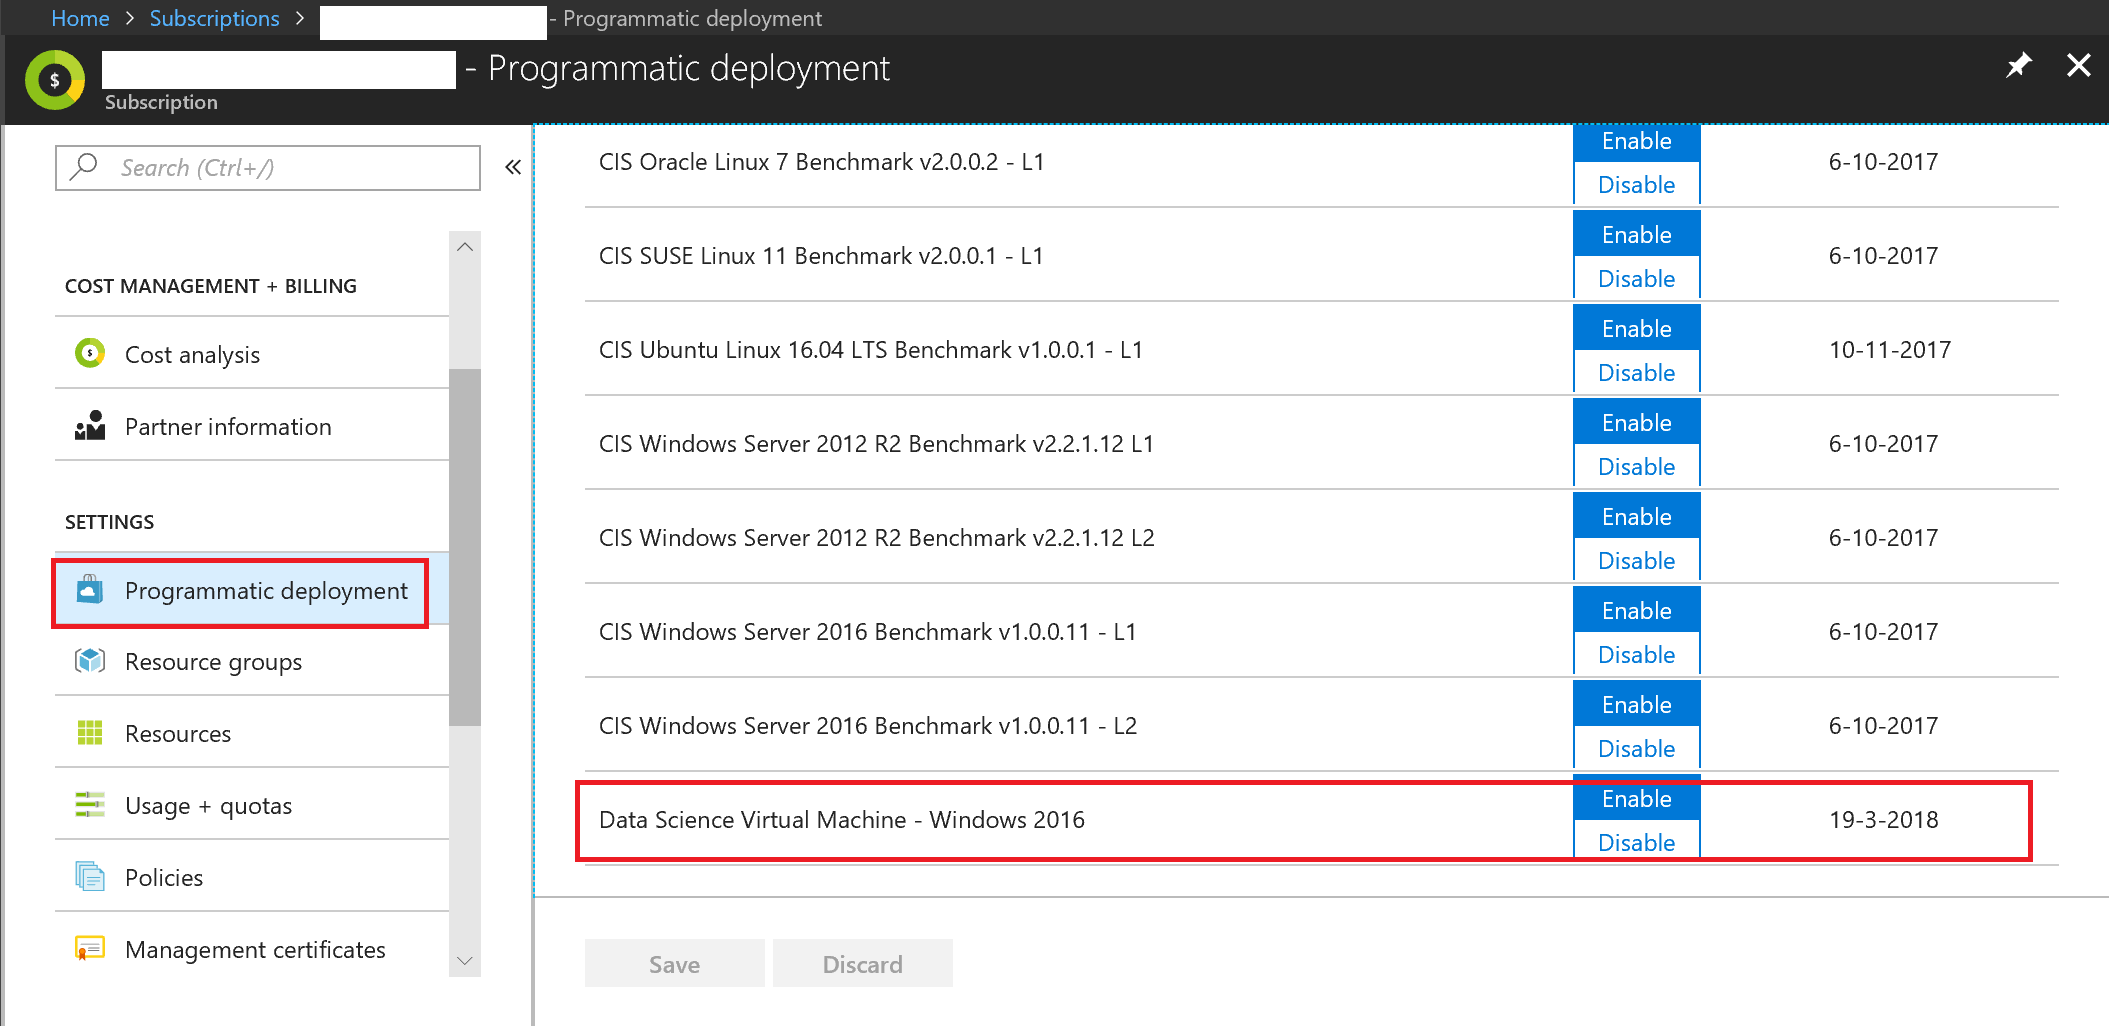 Home > Subscriptions > - Programmatic deployment
$ - Programmatic deployment
Subscription
Search (Ctrl+/) «
COST MANAGEMENT + BILLING
$ Cost analysis
Partner information
SETTINGS
Programmatic deployment
Resource groups
Resources
Usage + quotas
Policies
Management certificates
CIS Oracle Linux 7 Benchmark v2.0.0.2 - L1 Enable Disable 6-10-2017
CIS SUSE Linux 11 Benchmark v2.0.0.1 - L1 Enable Disable 6-10-2017
CIS Ubuntu Linux 16.04 LTS Benchmark v1.0.0.1 - L1 Enable Disable 10-11-2017
CIS Windows Server 2012 R2 Benchmark v2.2.1.12 L1 Enable Disable 6-10-2017
CIS Windows Server 2012 R2 Benchmark v2.2.1.12 L2 Enable Disable 6-10-2017
CIS Windows Server 2016 Benchmark v1.0.0.11 - L1 Enable Disable 6-10-2017
CIS Windows Server 2016 Benchmark v1.0.0.11 - L2 Enable Disable 6-10-2017
Data Science Virtual Machine - Windows 2016 Enable Disable 19-3-2018
Save Discard